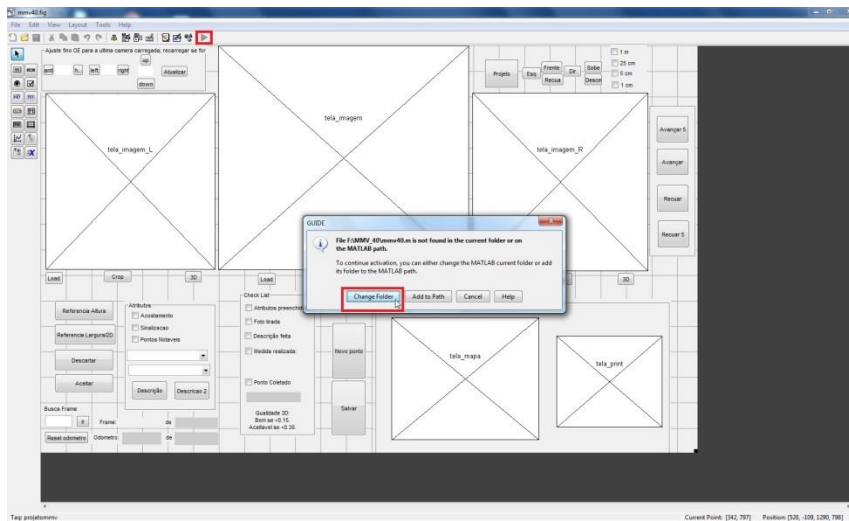 mmv40.fig
File Edit View Layout Tools Help
Ajuste fino OE para a ultima camera carregada; recarregar se for
up
ant h... left right Atualizar
down
1 m
25 cm
5 cm
1 cm
Projeto Esq Frente Dir Sobe
Recua Desce
tela_imagem
tela_imagem_L
tela_imagem_R
Avançar 5
Avançar
Recuar
Recuar 5
GUIDE
File F:\MMV_40\mmv40.m is not found in the current folder or on
the MATLAB path.
To continue activation, you can either change the MATLAB current folder or add
its folder to the MATLAB path.
Change Folder Add to Path Cancel Help
Load Crop 3D Load 3D
Referencia Altura
Referencia Largura/2D
Descartar
Aceitar
Atributos
Acostamento
Sinalizacao
Pontos Notaveis
Descrição Descricao 2
Check List
Atributos preenchid
Foto tirada
Descrição feita
Medida realizada:
Ponto Coletado
Qualidade 3D:
Bom se <0.15.
Aceitavel se <0.30.
Novo ponto
Salvar
tela_mapa
tela_print
Busca Frame
Ir Frame: de
Reset odometro Odometro: de
Tag: projetommv
Current Point: [342, 797] Position: [520, -109, 1290, 798]